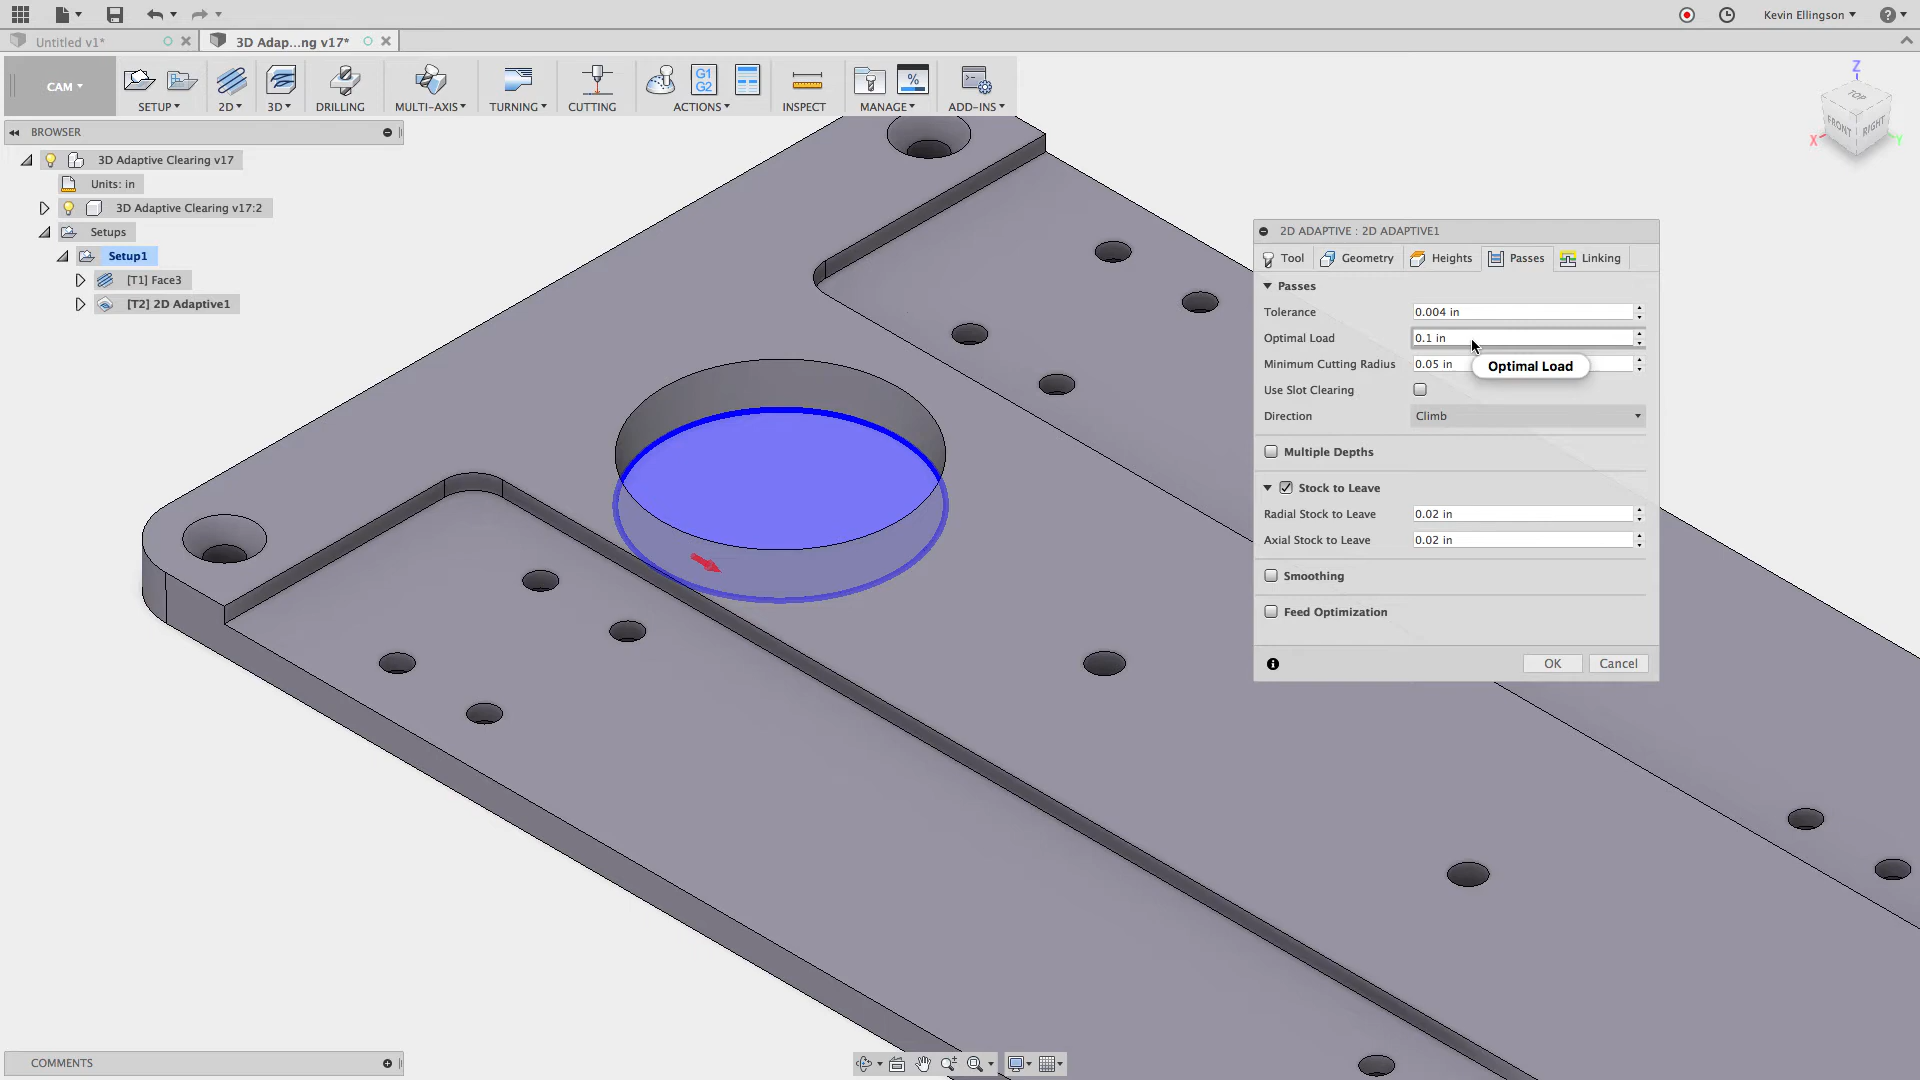 Kevin Ellingson
Untitled v1*
3D Adap...ng v17*
CAM
SETUP
2D
3D
DRILLING
MULTI-AXIS
TURNING
CUTTING
G1
G2
ACTIONS
INSPECT
%
MANAGE
ADD-INS
BROWSER
3D Adaptive Clearing v17
Units: in
3D Adaptive Clearing v17:2
Setups
Setup1
[T1] Face3
[T2] 2D Adaptive1
Z
TOP
FRONT
RIGHT
X
Y
2D ADAPTIVE : 2D ADAPTIVE1
Tool
Geometry
Heights
Passes
Linking
Passes
Tolerance 0.004 in
Optimal Load 0.1 in
Minimum Cutting Radius 0.05 in
Optimal Load
Use Slot Clearing
Direction Climb
Multiple Depths
Stock to Leave
Radial Stock to Leave 0.02 in
Axial Stock to Leave 0.02 in
Smoothing
Feed Optimization
OK
Cancel
COMMENTS